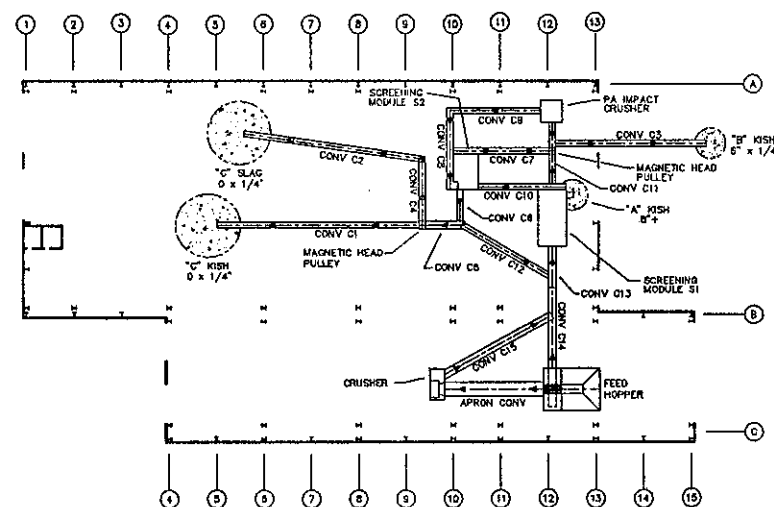 1 2 3 4 5 6 7 8 9 10 11 12 13
A
SCREENING
MODULE S2
CONV C9
PA IMPACT
CRUSHER
CONV C3
"B" KISH
6" x 1/4"
CONV C2
CONV C5
CONV C7
MAGNETIC HEAD
PULLEY
CONV C11
"C" SLAG
0 x 1/4"
CONV C4
CONV C10
CONV C8
"A" KISH
8"+
CONV C1
"C" KISH
0 x 1/4"
MAGNETIC HEAD
PULLEY
CONV C6
CONV C12
CONV C13
SCREENING
MODULE S1
B
CONV C14
CONV C15
CRUSHER
APRON CONV
FEED
HOPPER
C
4 5 6 7 8 9 10 11 12 13 14 15